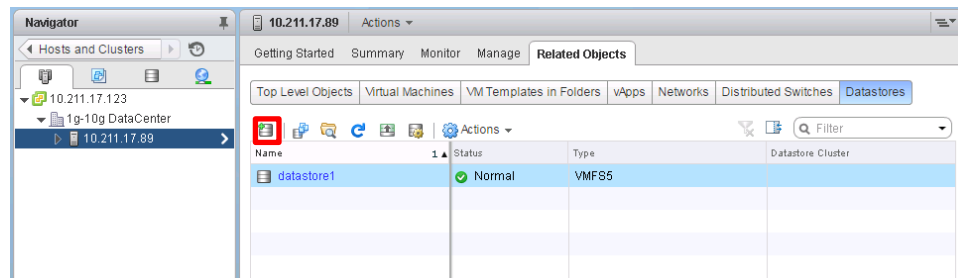 Navigator
10.211.17.89 Actions
Hosts and Clusters
Getting Started Summary Monitor Manage Related Objects
Top Level Objects Virtual Machines VM Templates in Folders vApps Networks Distributed Switches Datastores
10.211.17.123
1g-10g DataCenter
10.211.17.89
Actions Filter
Name 1 Status Type Datastore Cluster
datastore1 Normal VMFS5